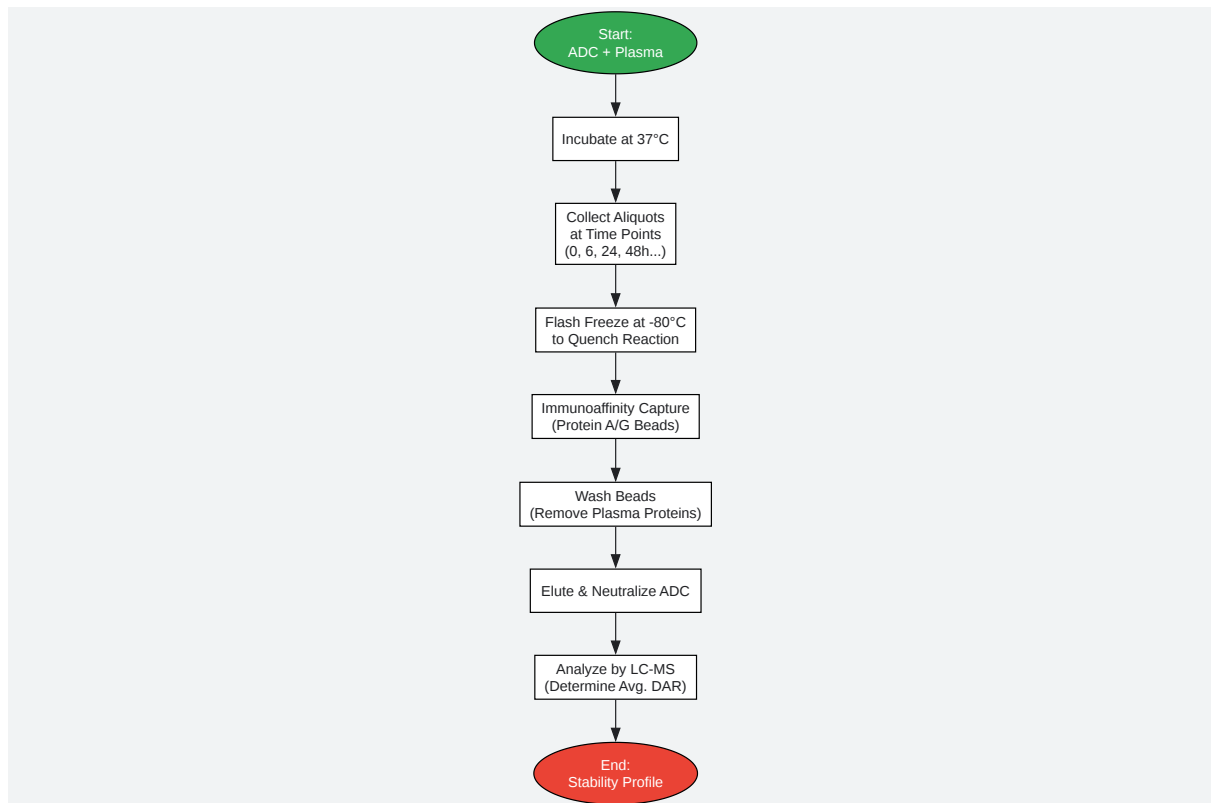 Start:
ADC + Plasma
Incubate at 37°C
Collect Aliquots
at Time Points
(0, 6, 24, 48h...)
Flash Freeze at -80°C
to Quench Reaction
Immunoaffinity Capture
(Protein A/G Beads)
Wash Beads
(Remove Plasma Proteins)
Elute & Neutralize ADC
Analyze by LC-MS
(Determine Avg. DAR)
End:
Stability Profile